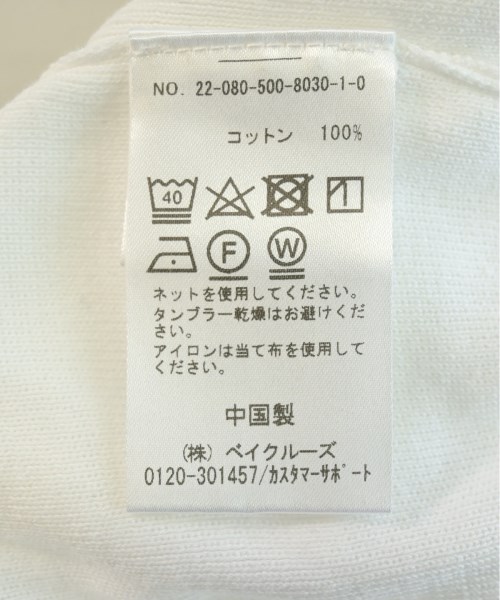 NO. 22-080-500-8030-1-0
コットン 100%
40
F W
ネットを使用してください。
タンブラー乾燥はお避けくだ
さい。
アイロンは当て布を使用して
ください。
中国製
(株) ベイクルーズ
0120-301457/カスタマーサポート